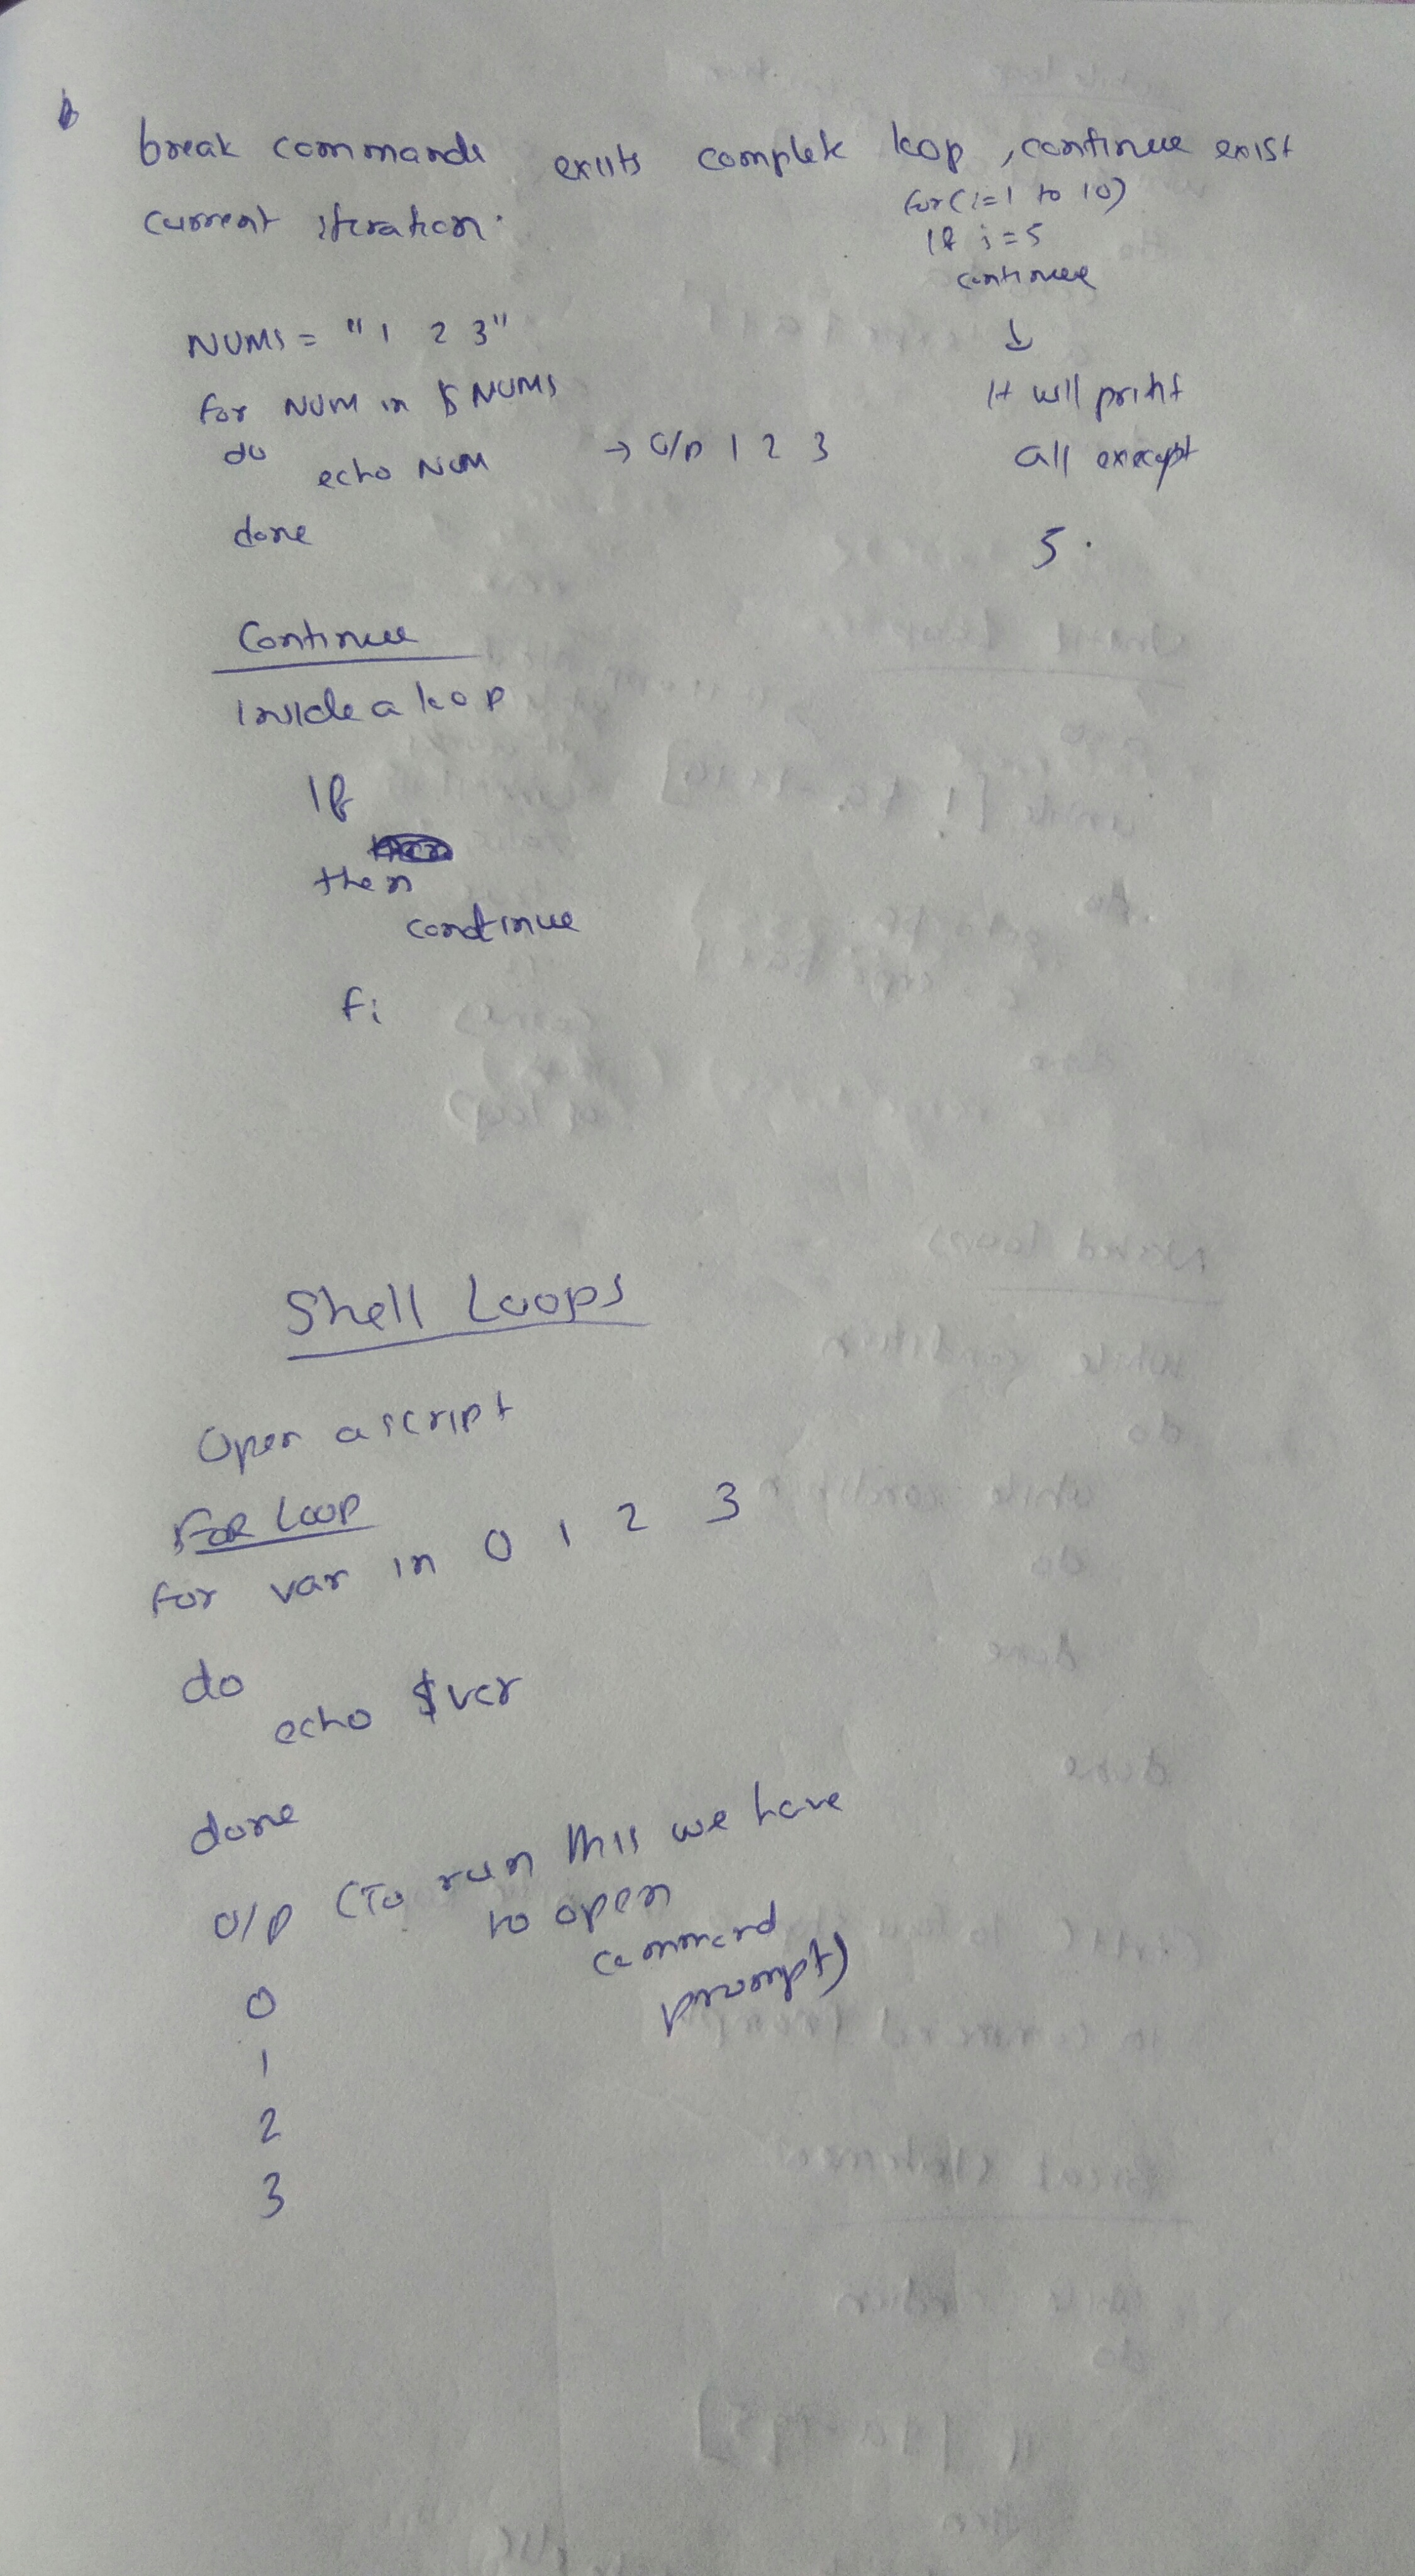 break commands exists complete loop, continue exist
current iteration.
for(i=1 to 10)
If i=5
continue
↓
It will print
all execept
5.
NUMS = "1 2 3"
for NUM in $ NUMS
do
echo NUM → O/p 1 2 3
done
Continue
Inside a loop
If
then
continue
fi
Shell Loops
Open a script
FOR LOOP
for var in 0 1 2 3
do
echo $var
done
O/p (To run this we have
to open
command
prompt)
0
1
2
3